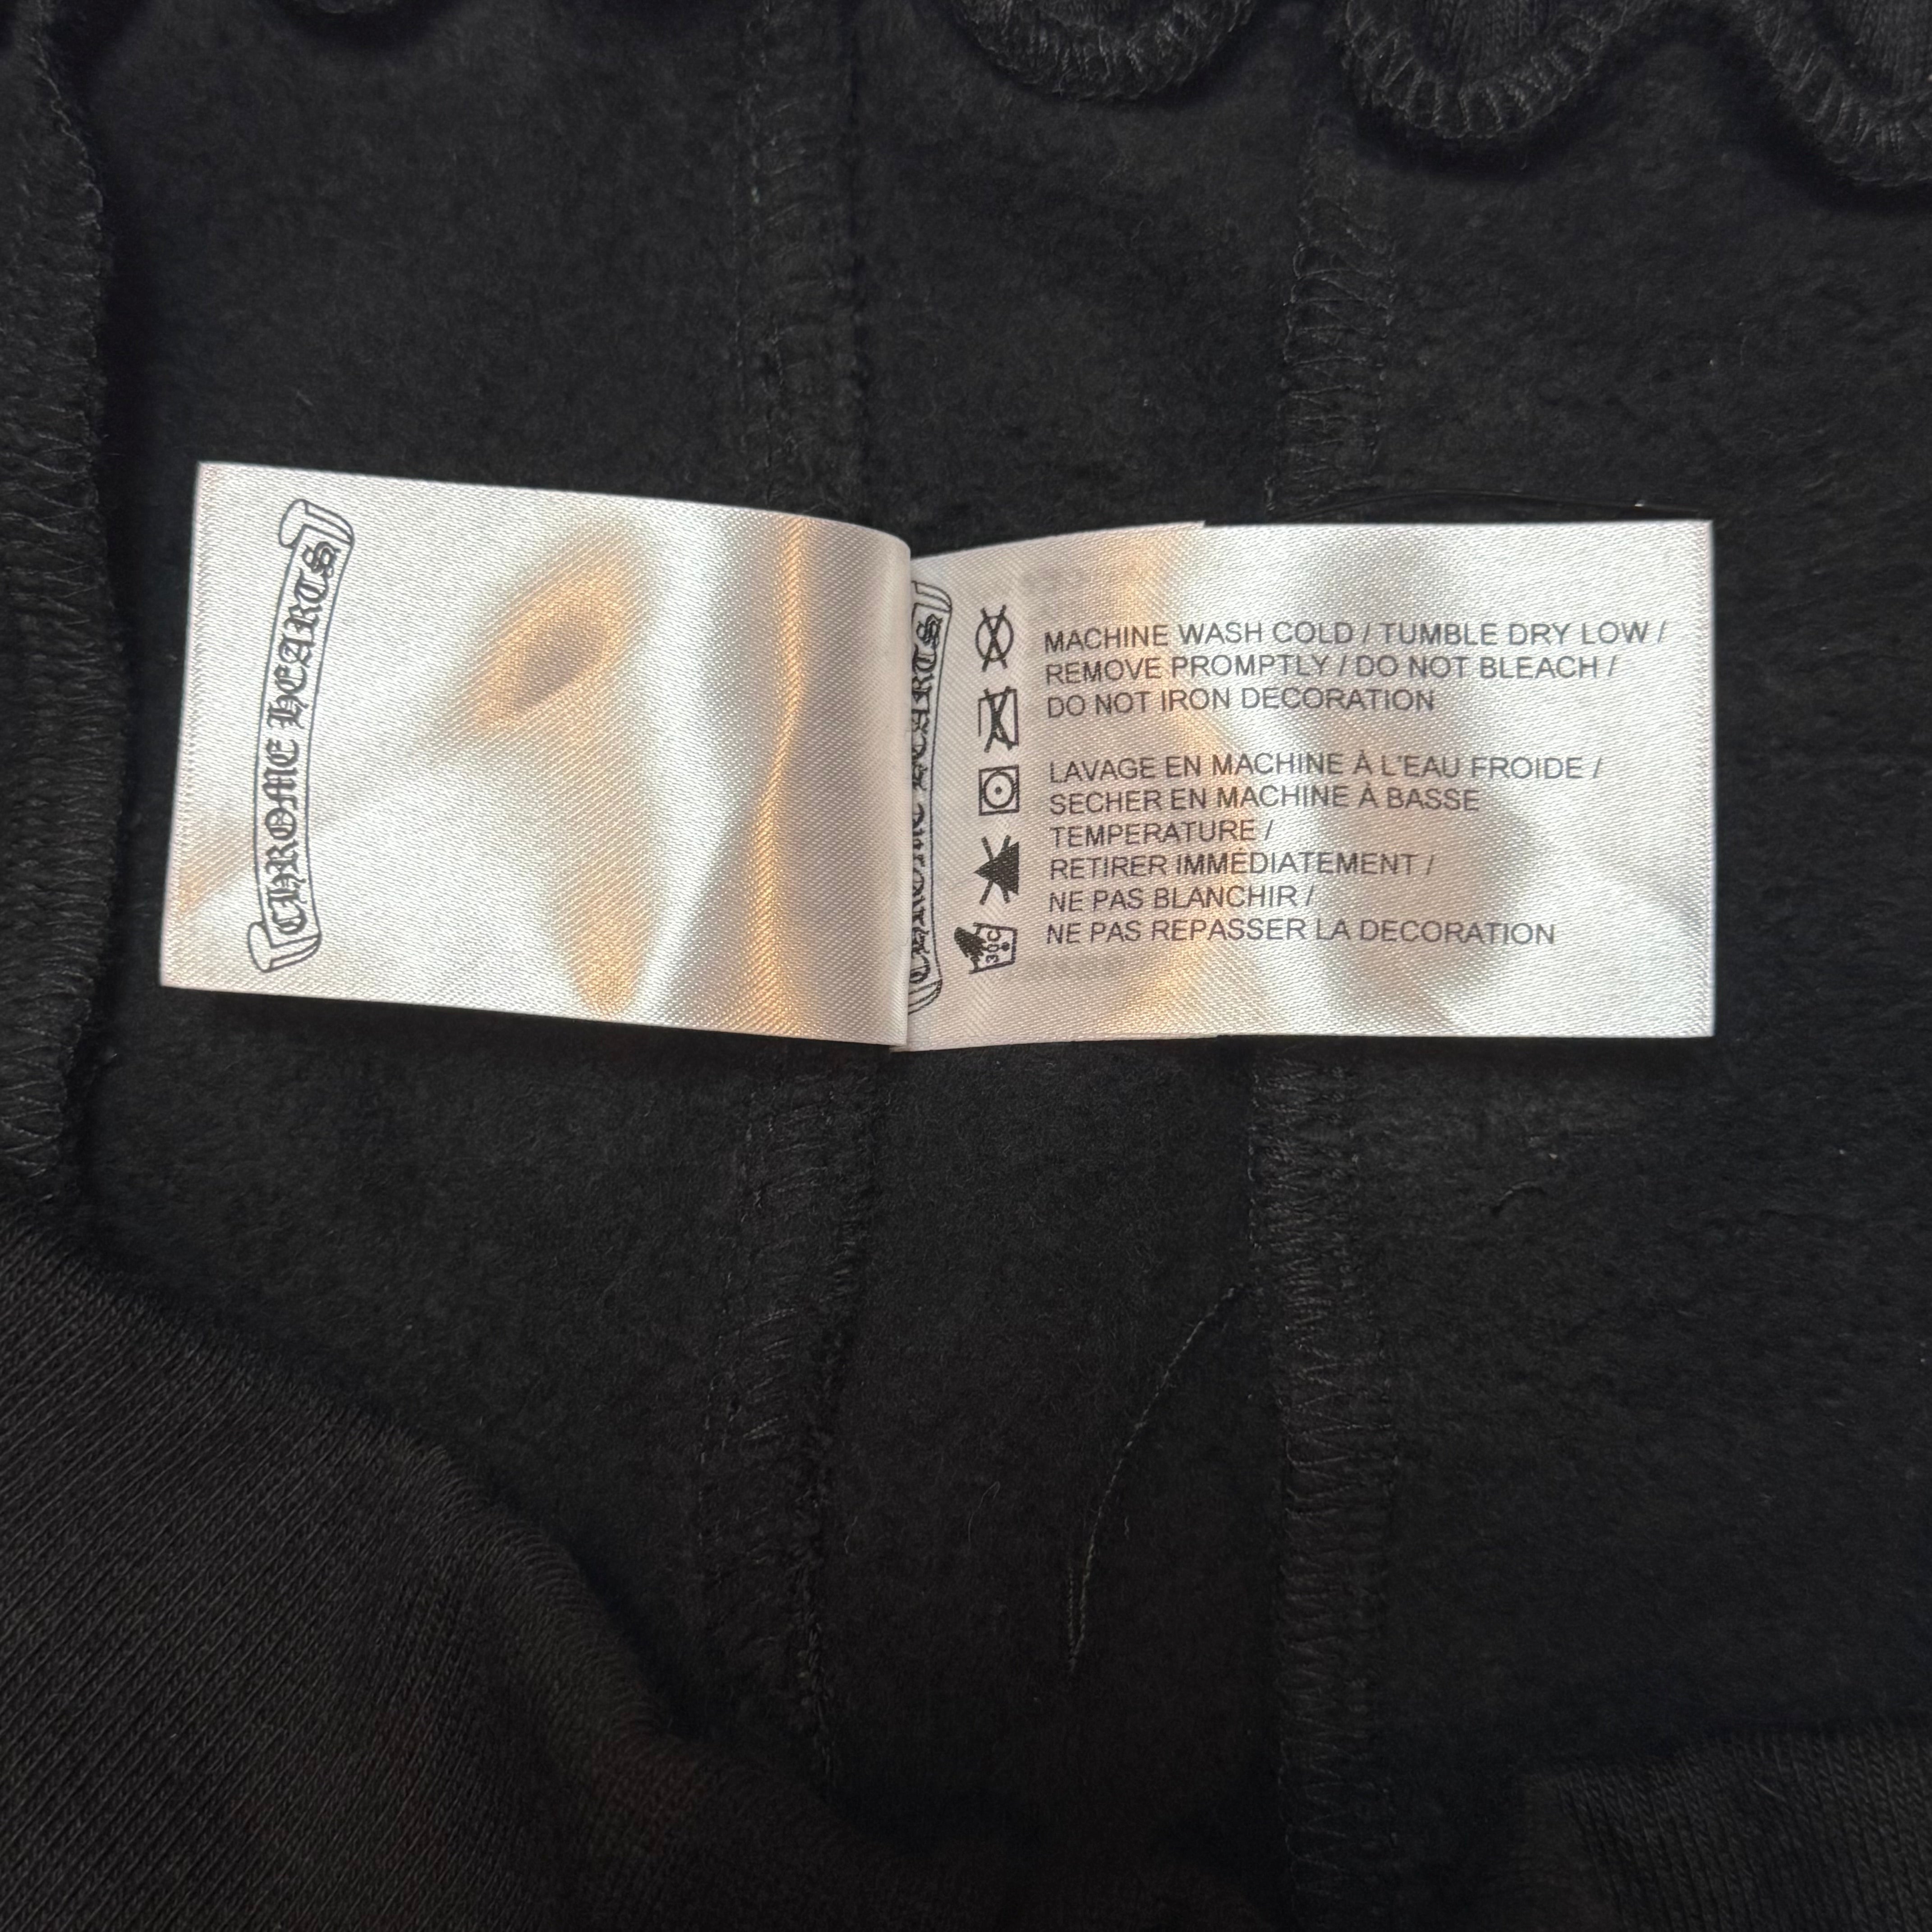 CHROME HEARTS
CHROME HEARTS
MACHINE WASH COLD / TUMBLE DRY LOW /
REMOVE PROMPTLY / DO NOT BLEACH /
DO NOT IRON DECORATION
LAVAGE EN MACHINE À L'EAU FROIDE /
SECHER EN MACHINE À BASSE
TEMPERATURE /
RETIRER IMMEDIATEMENT /
NE PAS BLANCHIR /
NE PAS REPASSER LA DECORATION
30C